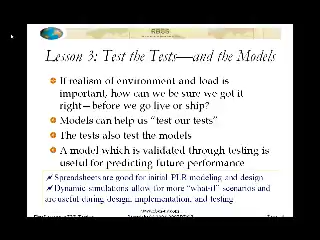 RBCS
Lesson 3: Test the Tests—and the Models
If realism of environment and load is
important, how can we be sure we got it
right—before we go live or ship?
Models can help us “test our tests”
The tests also test the models
A model which is validated through testing is
useful for predicting future performance
Spreadsheets are good for initial PLR modeling and design
Dynamic simulations allow for more “what-if” scenarios and
are useful during design, implementation, and testing